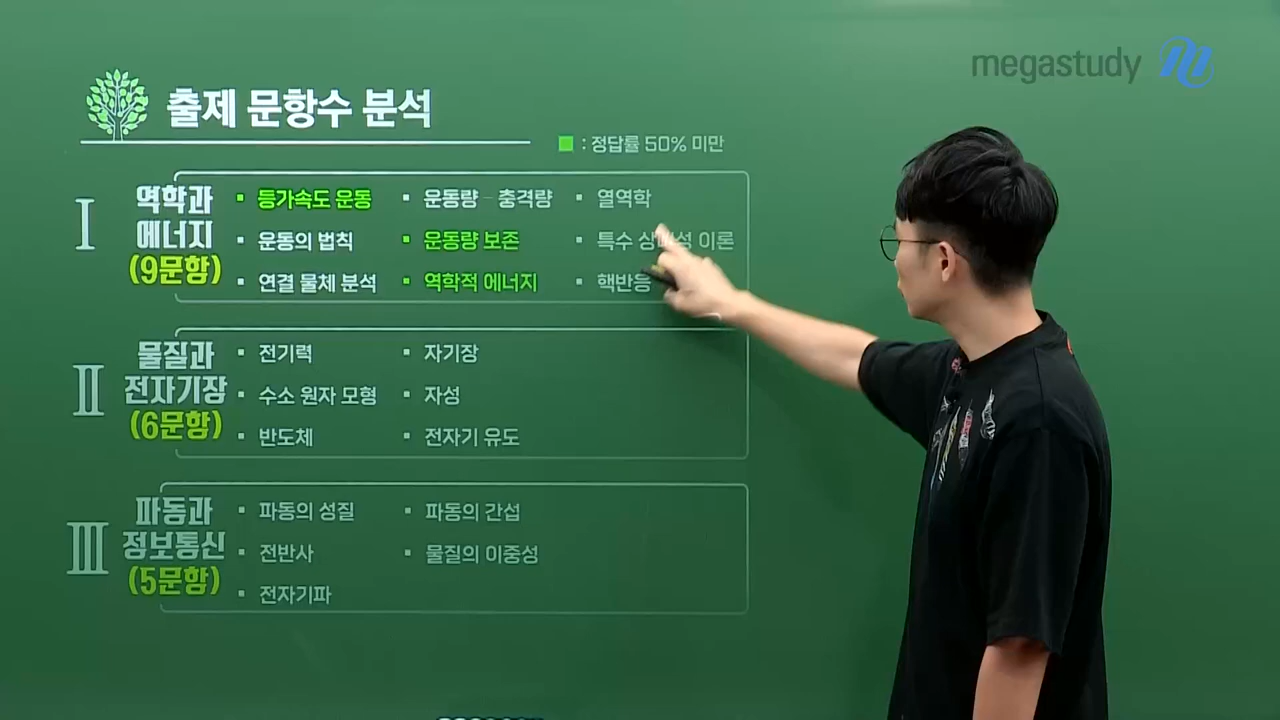 megastudy
출제 문항수 분석
: 정답률 50% 미만
I 역학과 에너지 (9문항)
등가속도 운동
운동의 법칙
연결 물체 분석
운동량 - 충격량
운동량 보존
역학적 에너지
열역학
특수 이론
핵반응
II 물질과 전자기장 (6문항)
전기력
수소 원자 모형
반도체
자기장
자성
전자기 유도
III 파동과 정보통신 (5문항)
파동의 성질
전반사
전자기파
파동의 간섭
물질의 이중성